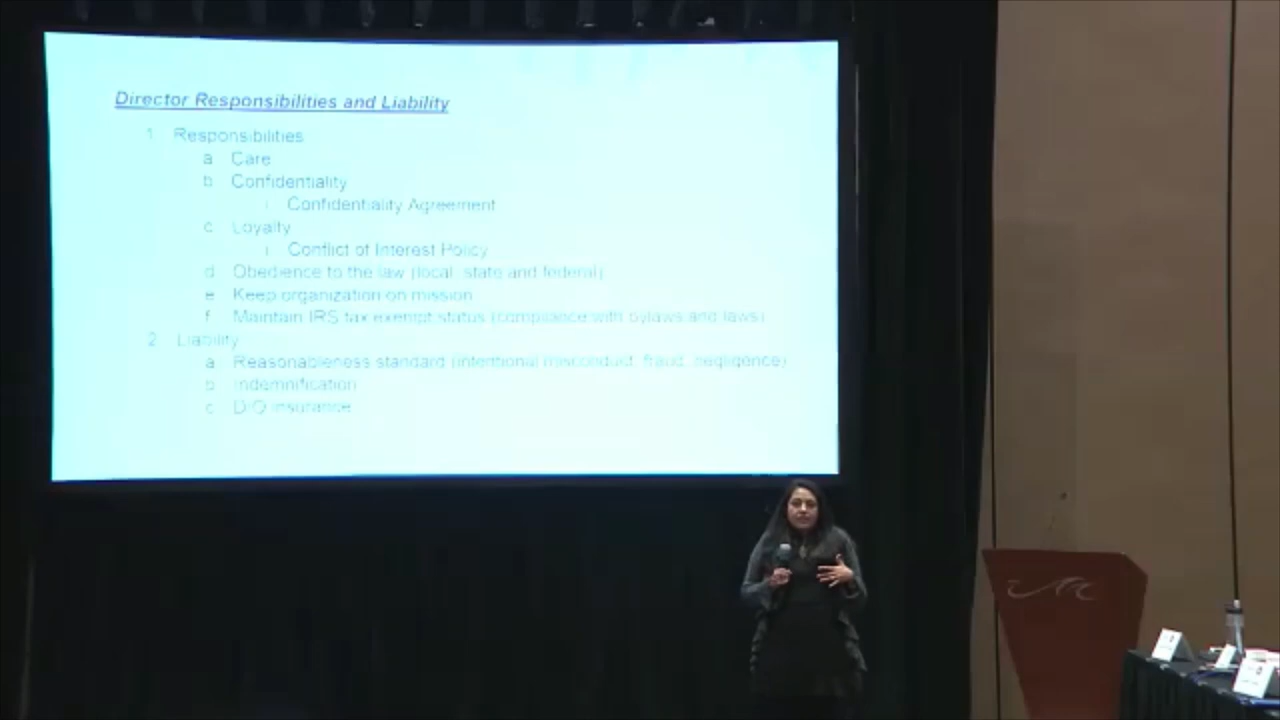 Director Responsibilities and Liability
1 Responsibilities
a Care
b Confidentiality
i Confidentiality Agreement
c Loyalty
i Conflict of Interest Policy
d Obedience to the law (local, state and federal)
e Keep organization on mission
f Maintain IRS tax exempt status (compliance with bylaws and laws)
2 Liability
a Reasonableness standard (intentional misconduct, fraud, negligence)
b Indemnification
c D/O insurance